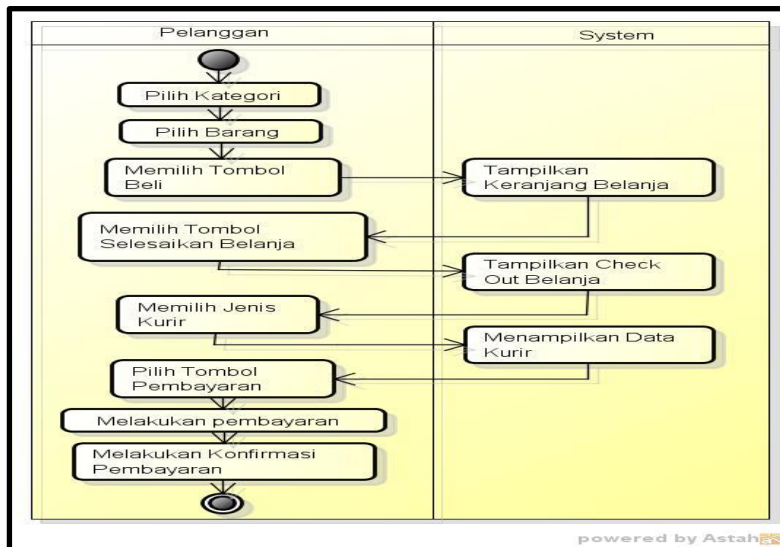 Pelanggan
System
Pilih Kategori
Pilih Barang
Memilih Tombol
Beli
Tampilkan
Keranjang Belanja
Memilih Tombol
Selesaikan Belanja
Tampilkan Check
Out Belanja
Memilih Jenis
Kurir
Menampilkan Data
Kurir
Pilih Tombol
Pembayaran
Melakukan pembayaran
Melakukan Konfirmasi
Pembayaran
powered by Astah